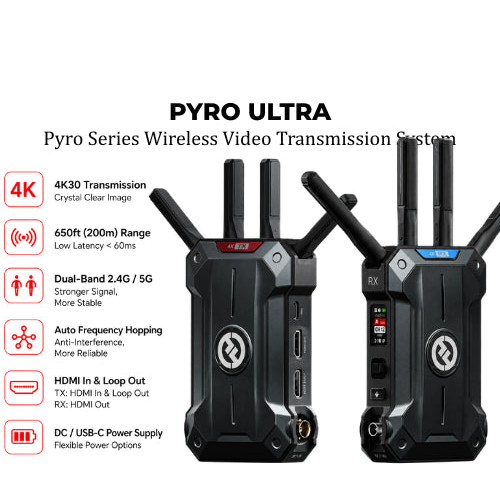 PYRO ULTRA
Pyro Series Wireless Video Transmission System
4K
4K30 Transmission
Crystal Clear Image
650ft (200m) Range
Low Latency < 60ms
Dual-Band 2.4G / 5G
Stronger Signal,
More Stable
Auto Frequency Hopping
Anti-Interference,
More Reliable
HDMI In & Loop Out
TX: HDMI In & Loop Out
RX: HDMI Out
DC / USB-C Power Supply
Flexible Power Options
4K TX
RX